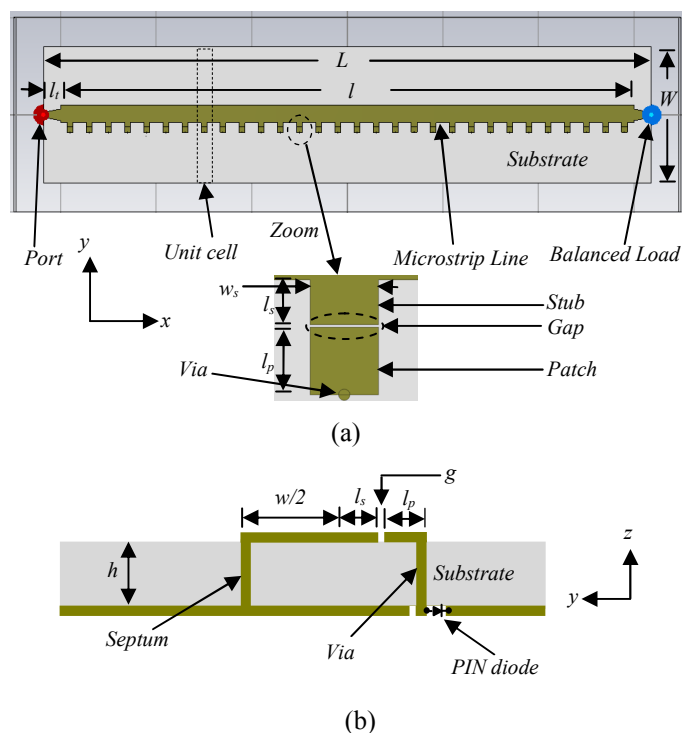 L
l_t
l
W
Substrate
Port
Unit cell
Zoom
Microstrip Line
Balanced Load
y
x
w_s
l_s
l_p
Stub
Gap
Via
Patch
(a)
g
w/2
l_s
l_p
h
Substrate
z
y
Septum
Via
PIN diode
(b)